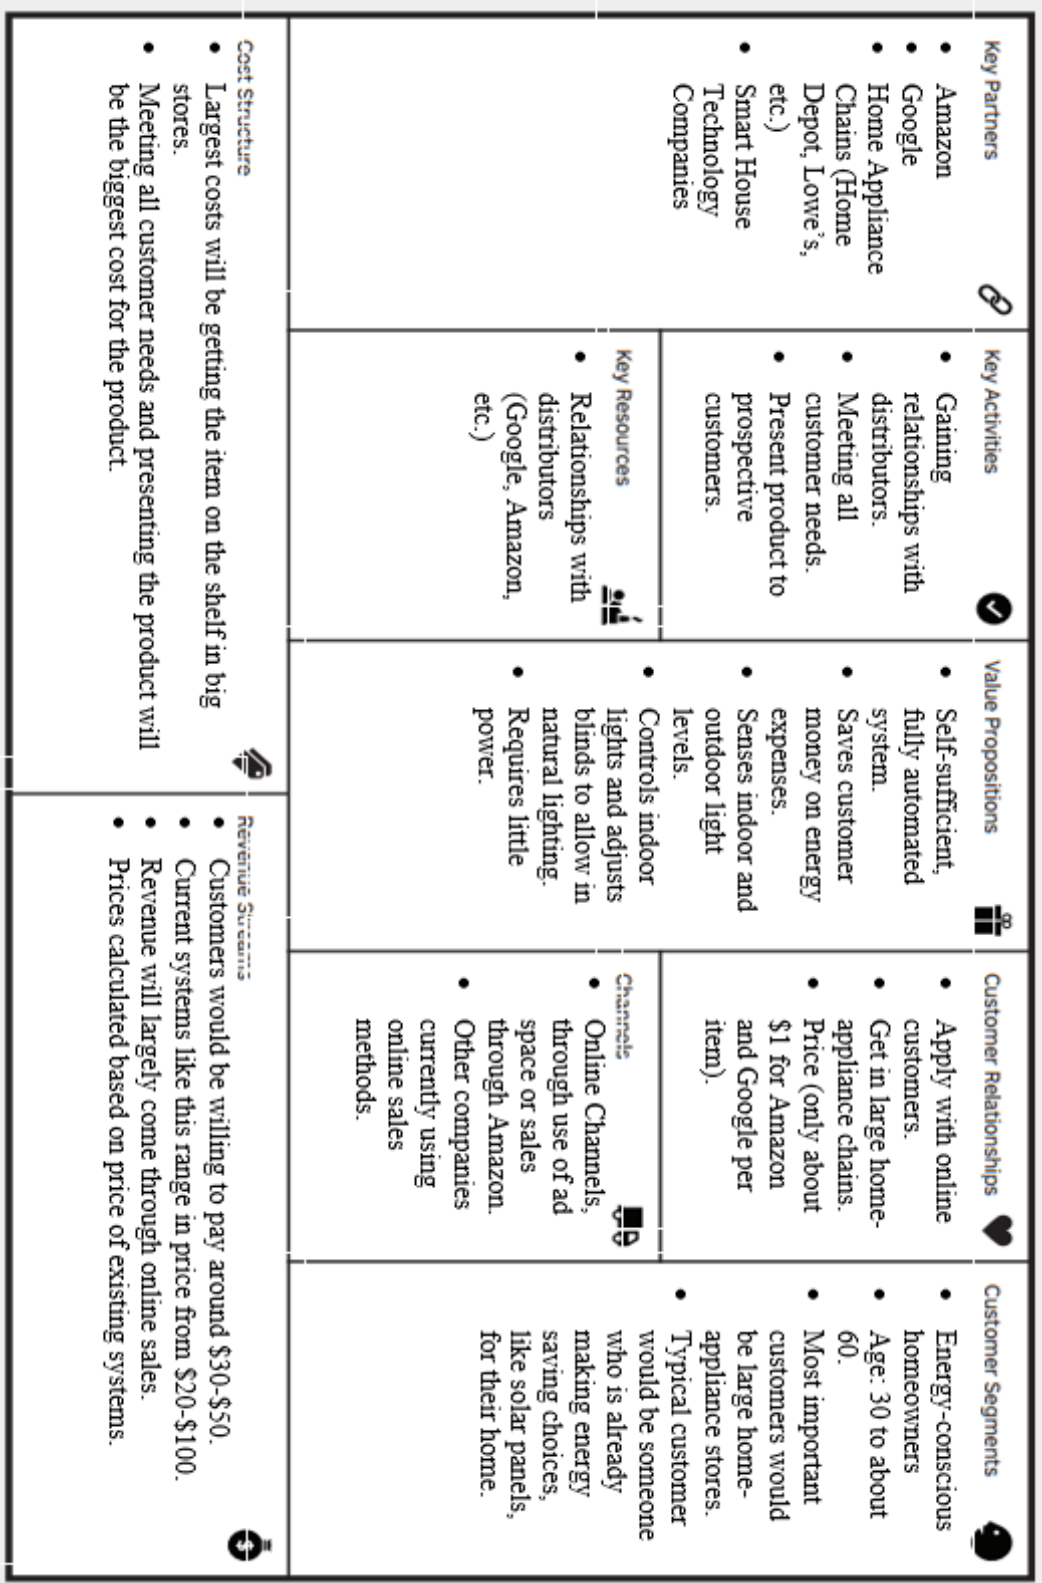 Key Partners
Amazon
Google
Home Appliance
Chains (Home
Depot, Lowe’s,
etc.)
Smart House
Technology
Companies
Key Activities
Gaining
relationships with
distributors.
Meeting all
customer needs.
Present product to
prospective
customers.
Key Resources
Relationships with
distributors
(Google, Amazon,
etc.)
Value Propositions
Self-sufficient,
fully automated
system.
Saves customer
money on energy
expenses.
Senses indoor and
outdoor light
levels.
Controls indoor
lights and adjusts
blinds to allow in
natural lighting.
Requires little
power.
Customer Relationships
Apply with online
customers.
Get in large home-
appliance chains.
Price (only about
$1 for Amazon
and Google per
item).
Channels
Online Channels,
through use of ad
space or sales
through Amazon.
Other companies
currently using
online sales
methods.
Customer Segments
Energy-conscious
homeowners
Age: 30 to about
60.
Most important
customers would
be large home-
appliance stores.
Typical customer
would be someone
who is already
making energy
saving choices,
like solar panels,
for their home.
Cost Structure
Largest costs will be getting the item on the shelf in big
stores.
Meeting all customer needs and presenting the product will
be the biggest cost for the product.
Revenue Streams
Customers would be willing to pay around $30-$50.
Current systems like this range in price from $20-$100.
Revenue will largely come through online sales.
Prices calculated based on price of existing systems.